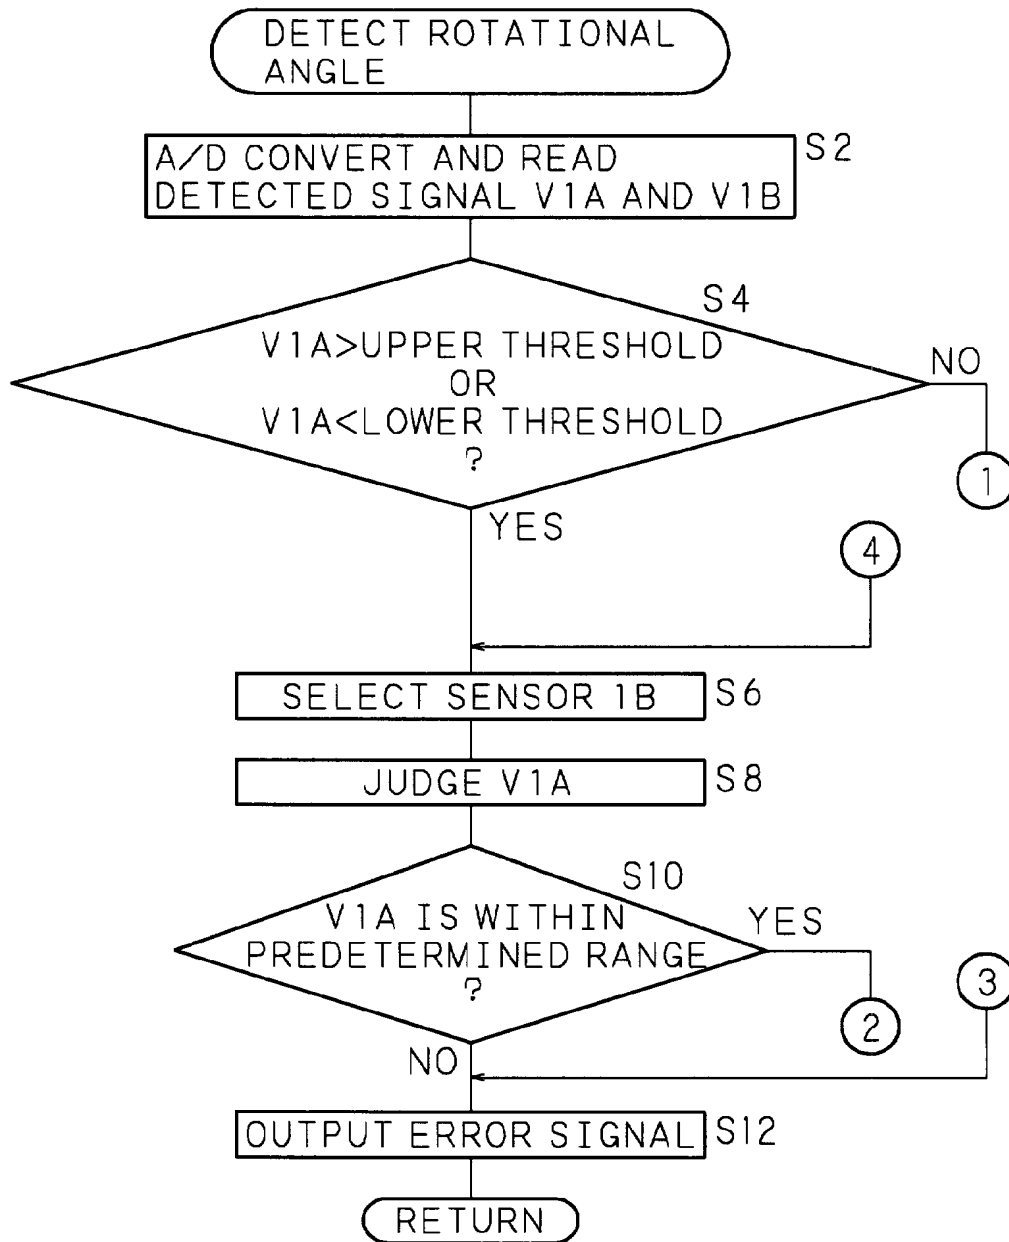 DETECT ROTATIONAL
ANGLE
A/D CONVERT AND READ
DETECTED SIGNAL V1A AND V1B
S2
S4
V1A>UPPER THRESHOLD
OR
V1A<LOWER THRESHOLD
?
NO
1
YES
4
SELECT SENSOR 1B
S6
JUDGE V1A
S8
S10
V1A IS WITHIN
PREDETERMINED RANGE
?
YES
2
3
NO
OUTPUT ERROR SIGNAL
S12
RETURN